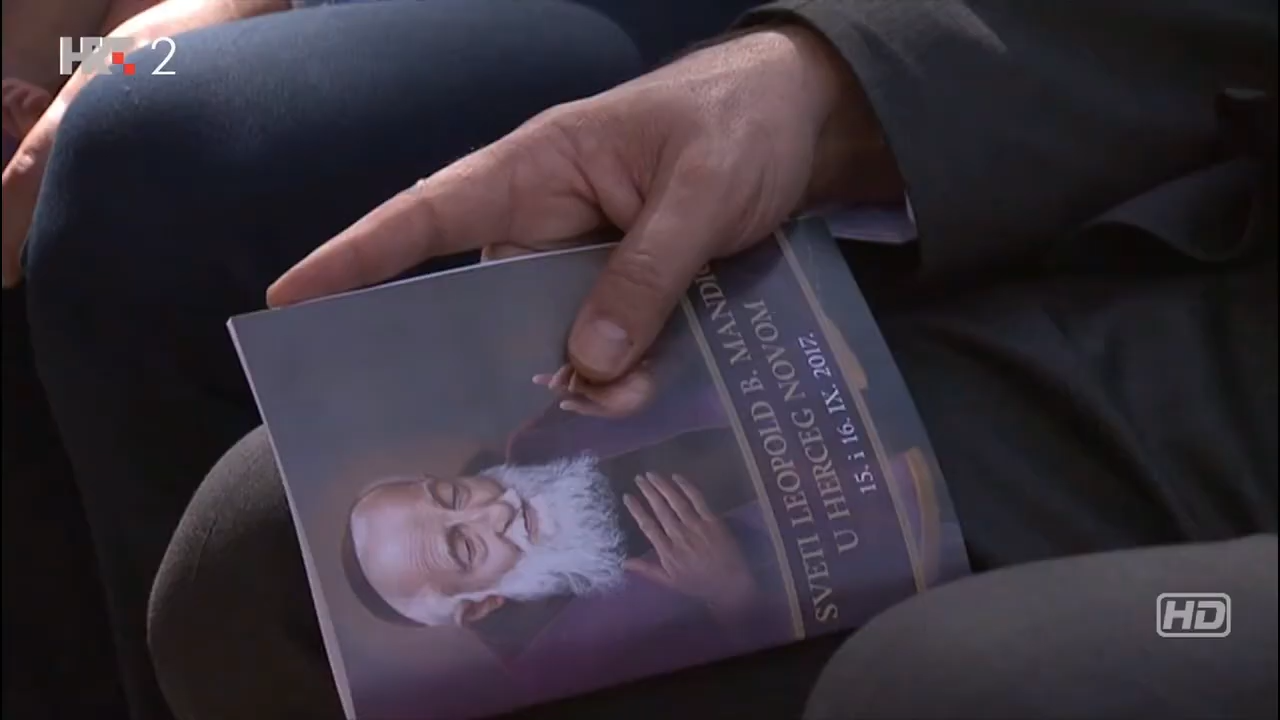 HRT 2
SVETI LEOPOLD B. MANDIĆ
U HERCEG NOVOM
15. i 16. IX. 2017.
HD